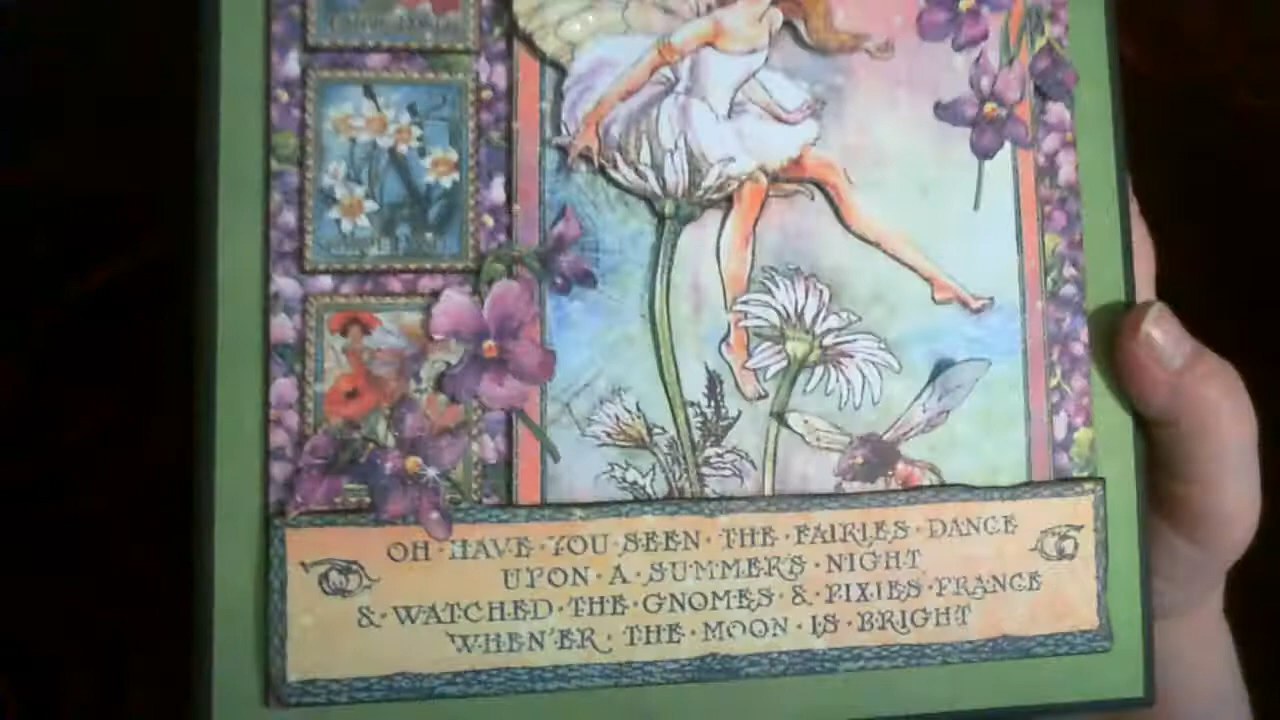 OH · HAVE · YOU · SEEN · THE · FAIRIES · DANCE
UPON · A · SUMMER'S · NIGHT
& · WATCHED · THE · GNOMES · & · PIXIES · PRANCE
WHEN'ER · THE · MOON · IS · BRIGHT